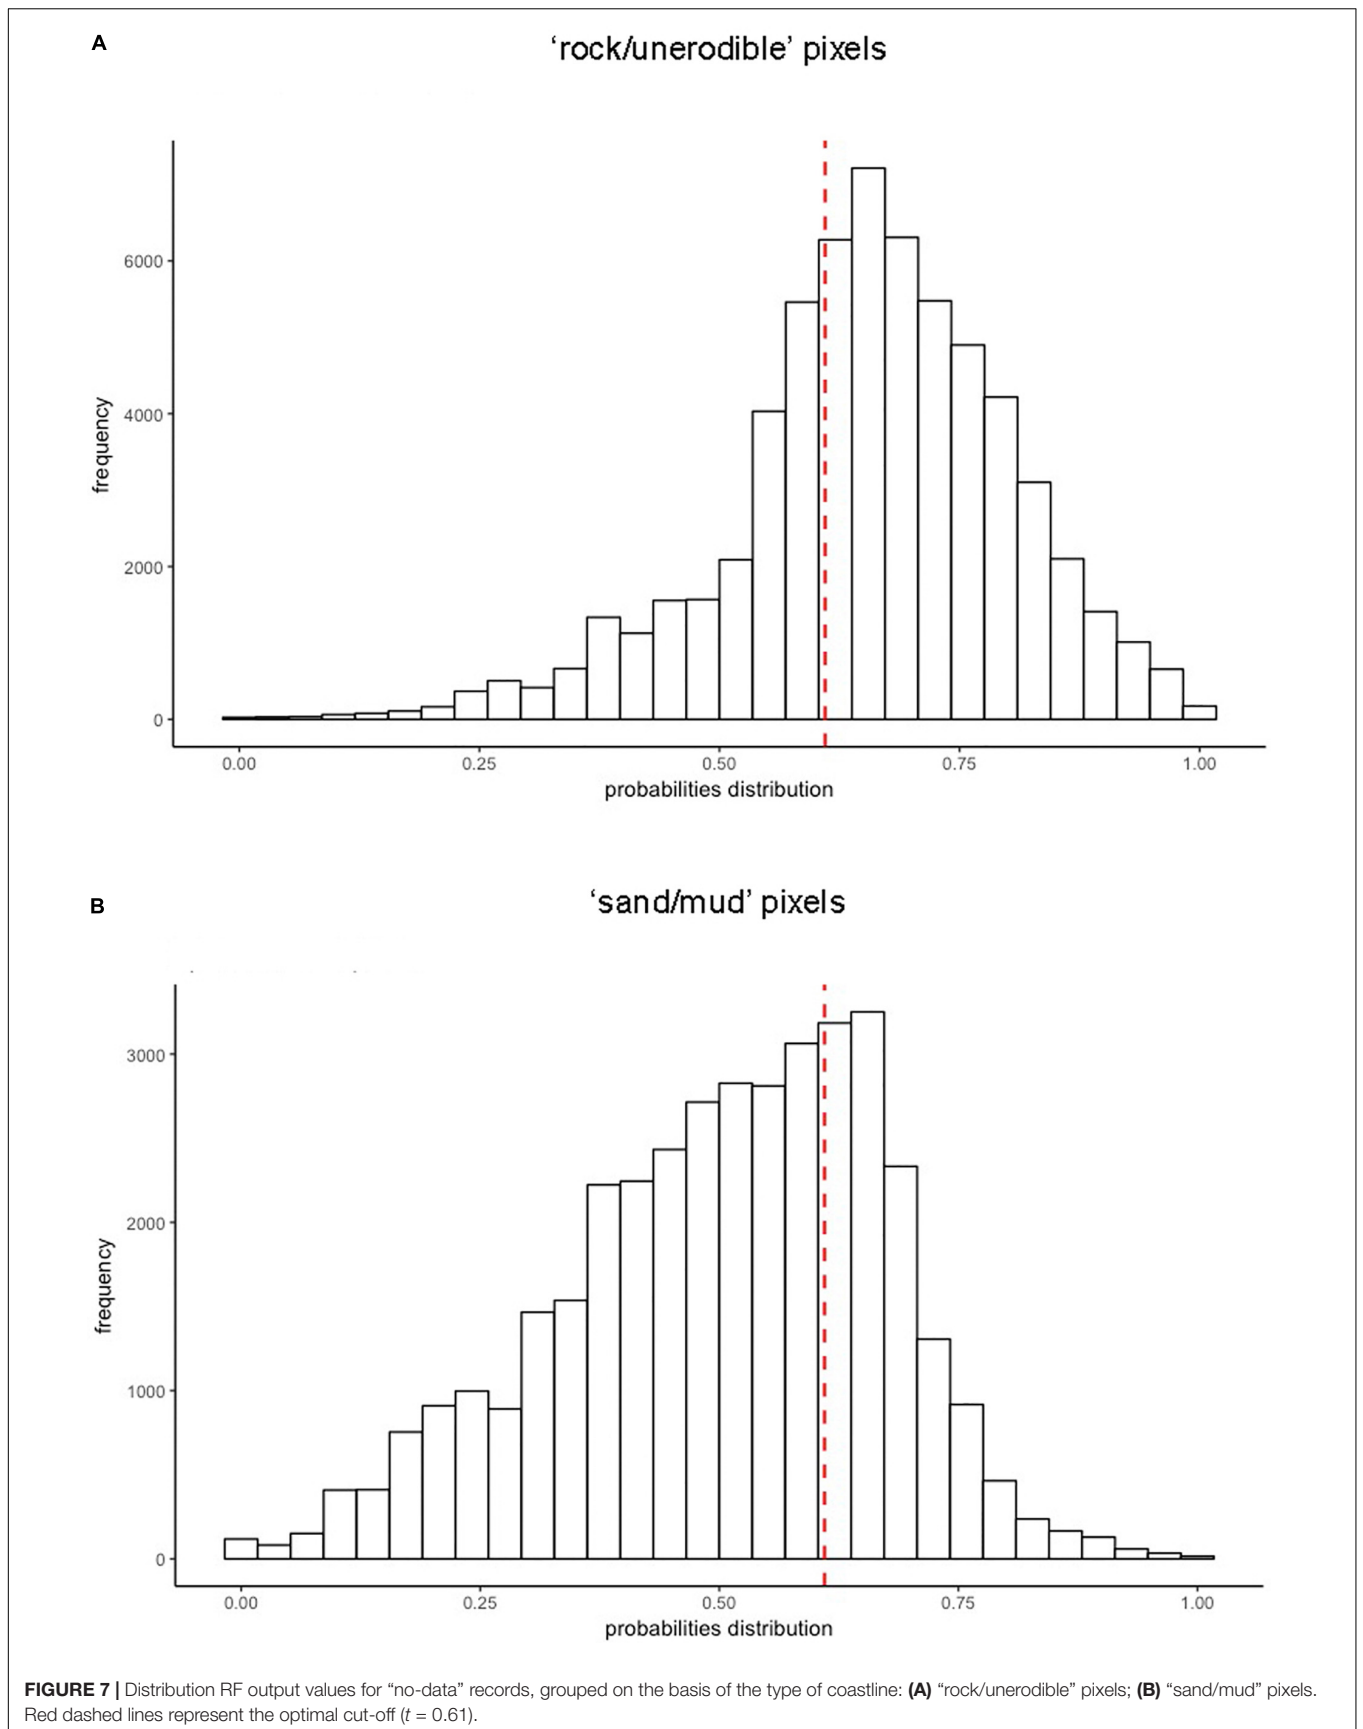 A
‘rock/unerodible’ pixels
6000
4000
2000
0
frequency
0.00 0.25 0.50 0.75 1.00
probabilities distribution
B
‘sand/mud’ pixels
3000
2000
1000
0
frequency
0.00 0.25 0.50 0.75 1.00
probabilities distribution
FIGURE 7 | Distribution RF output values for “no-data” records, grouped on the basis of the type of coastline: (A) “rock/unerodible” pixels; (B) “sand/mud” pixels.
Red dashed lines represent the optimal cut-off (t = 0.61).